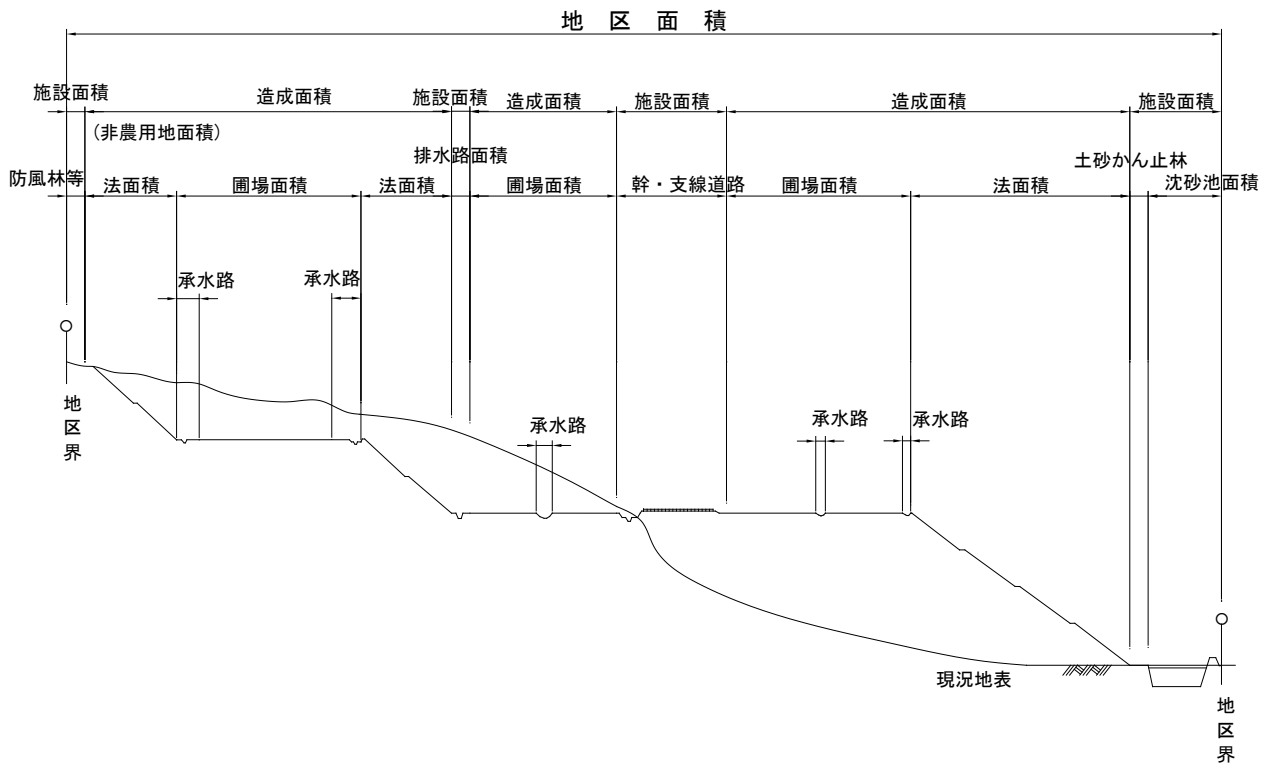 地 区 面 積
施設面積
造成面積
施設面積
造成面積
施設面積
造成面積
施設面積
(非農用地面積)
排水路面積
土砂かん止林
防風林等
法面積
圃場面積
法面積
圃場面積
幹・支線道路
圃場面積
法面積
沈砂池面積
承水路
承水路
地区界
承水路
承水路
承水路
現況地表
地区界